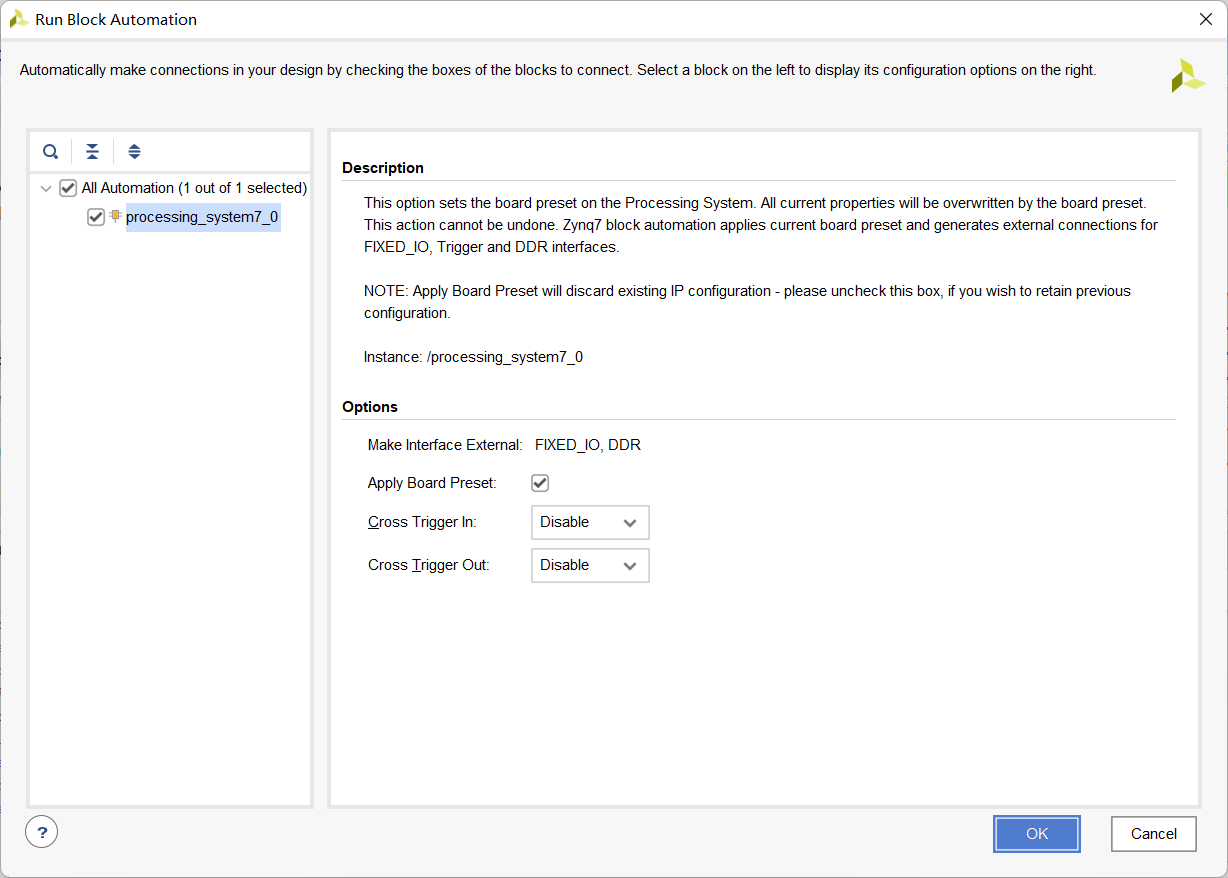 Run Block Automation
Automatically make connections in your design by checking the boxes of the blocks to connect. Select a block on the left to display its configuration options on the right.
All Automation (1 out of 1 selected)
processing_system7_0
Description
This option sets the board preset on the Processing System. All current properties will be overwritten by the board preset.
This action cannot be undone. Zynq7 block automation applies current board preset and generates external connections for
FIXED_IO, Trigger and DDR interfaces.
NOTE: Apply Board Preset will discard existing IP configuration - please uncheck this box, if you wish to retain previous
configuration.
Instance: /processing_system7_0
Options
Make Interface External: FIXED_IO, DDR
Apply Board Preset:
Cross Trigger In: Disable
Cross Trigger Out: Disable
?
OK
Cancel